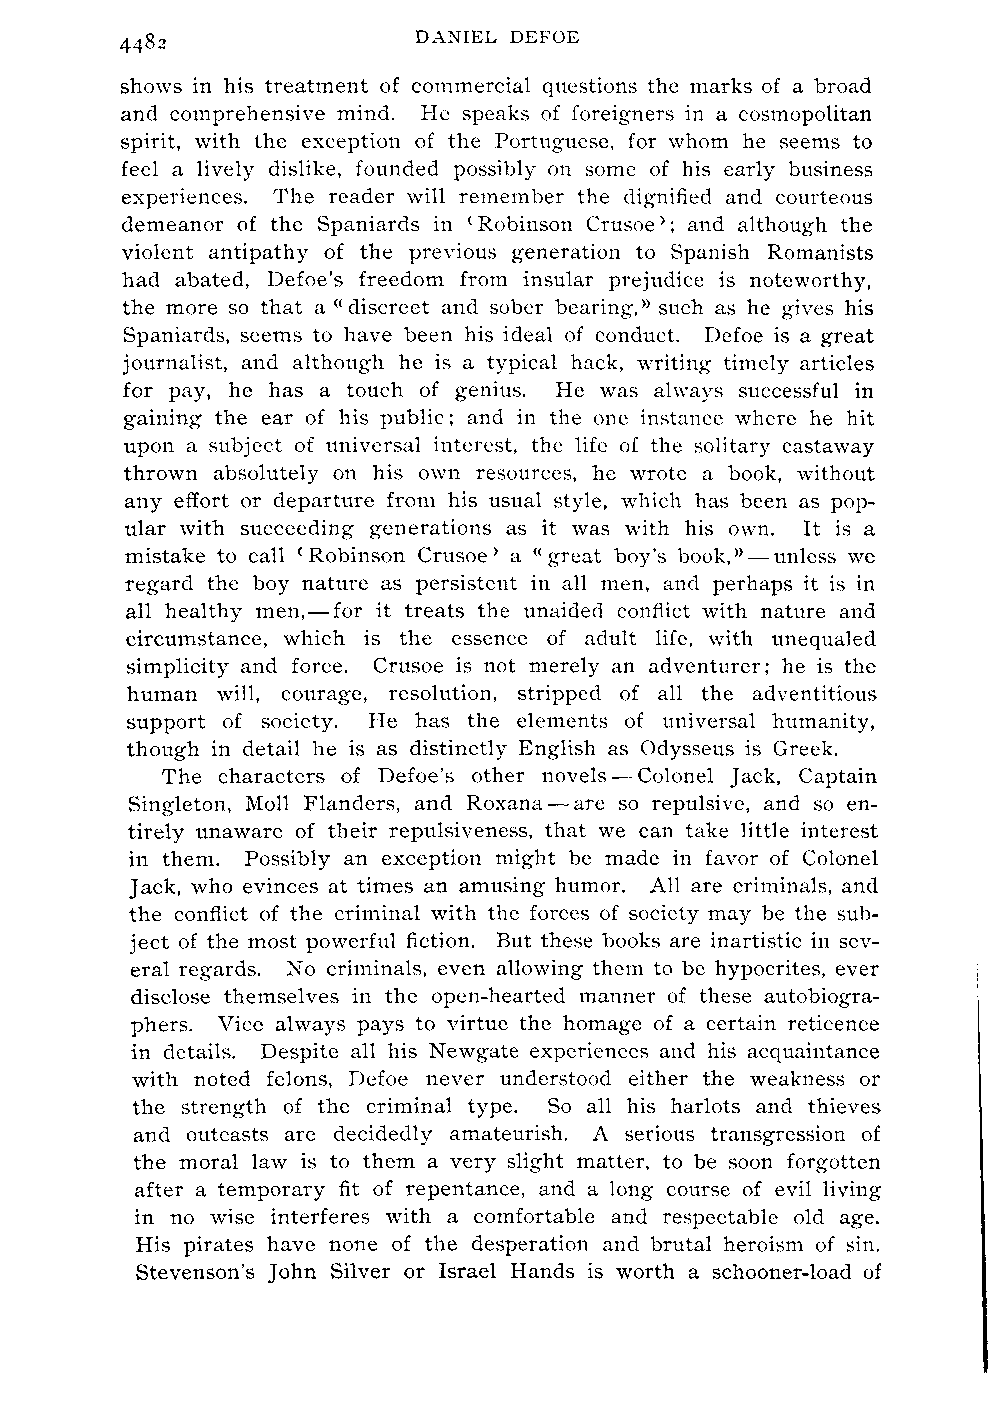 4482 DANIEL DEFOE
shows in his treatment of commercial questions the marks of a broad
and comprehensive mind. He speaks of foreigners in a cosmopolitan
spirit, with the exception of the Portuguese, for whom he seems to
feel a lively dislike, founded possibly on some of his early business
experiences. The reader will remember the dignified and courteous
demeanor of the Spaniards in ‹Robinson Crusoe›; and although the
violent antipathy of the previous generation to Spanish Romanists
had abated, Defoe's freedom from insular prejudice is noteworthy,
the more so that a «discreet and sober bearing,» such as he gives his
Spaniards, seems to have been his ideal of conduct. Defoe is a great
journalist, and although he is a typical hack, writing timely articles
for pay, he has a touch of genius. He was always successful in
gaining the ear of his public; and in the one instance where he hit
upon a subject of universal interest, the life of the solitary castaway
thrown absolutely on his own resources, he wrote a book, without
any effort or departure from his usual style, which has been as pop-
ular with succeeding generations as it was with his own. It is a
mistake to call ‹Robinson Crusoe› a «great boy's book,»—unless we
regard the boy nature as persistent in all men, and perhaps it is in
all healthy men,—for it treats the unaided conflict with nature and
circumstance, which is the essence of adult life, with unequaled
simplicity and force. Crusoe is not merely an adventurer; he is the
human will, courage, resolution, stripped of all the adventitious
support of society. He has the elements of universal humanity,
though in detail he is as distinctly English as Odysseus is Greek.
The characters of Defoe's other novels—Colonel Jack, Captain
Singleton, Moll Flanders, and Roxana—are so repulsive, and so en-
tirely unaware of their repulsiveness, that we can take little interest
in them. Possibly an exception might be made in favor of Colonel
Jack, who evinces at times an amusing humor. All are criminals, and
the conflict of the criminal with the forces of society may be the sub-
ject of the most powerful fiction. But these books are inartistic in sev-
eral regards. No criminals, even allowing them to be hypocrites, ever
disclose themselves in the open-hearted manner of these autobiogra-
phers. Vice always pays to virtue the homage of a certain reticence
in details. Despite all his Newgate experiences and his acquaintance
with noted felons, Defoe never understood either the weakness or
the strength of the criminal type. So all his harlots and thieves
and outcasts are decidedly amateurish. A serious transgression of
the moral law is to them a very slight matter, to be soon forgotten
after a temporary fit of repentance, and a long course of evil living
in no wise interferes with a comfortable and respectable old age.
His pirates have none of the desperation and brutal heroism of sin.
Stevenson's John Silver or Israel Hands is worth a schooner-load of